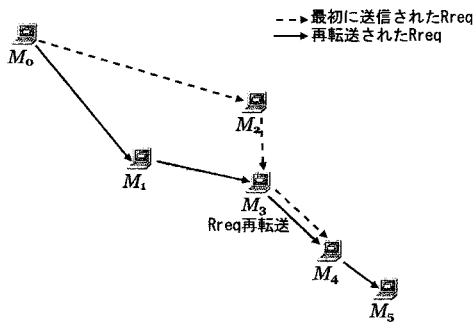 最初に送信されたRreq
再転送されたRreq
M₀
M₂
M₁
M₃
Rreq再転送
M₄
M₅